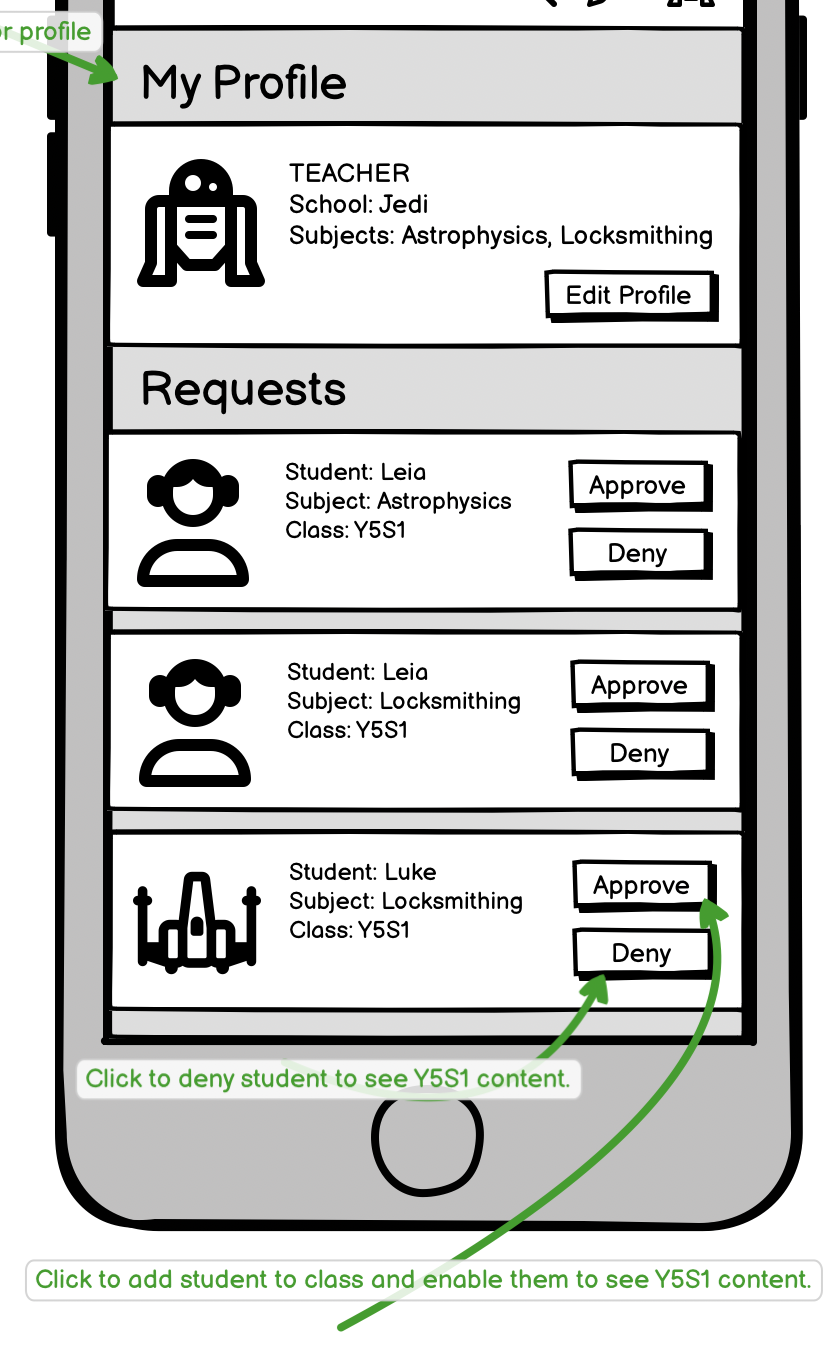 profile
My Profile
TEACHER
School: Jedi
Subjects: Astrophysics, Locksmithing
Edit Profile
Requests
Student: Leia
Subject: Astrophysics
Class: Y5S1
Approve
Deny
Student: Leia
Subject: Locksmithing
Class: Y5S1
Approve
Deny
Student: Luke
Subject: Locksmithing
Class: Y5S1
Approve
Deny
Click to deny student to see Y5S1 content.
Click to add student to class and enable them to see Y5S1 content.